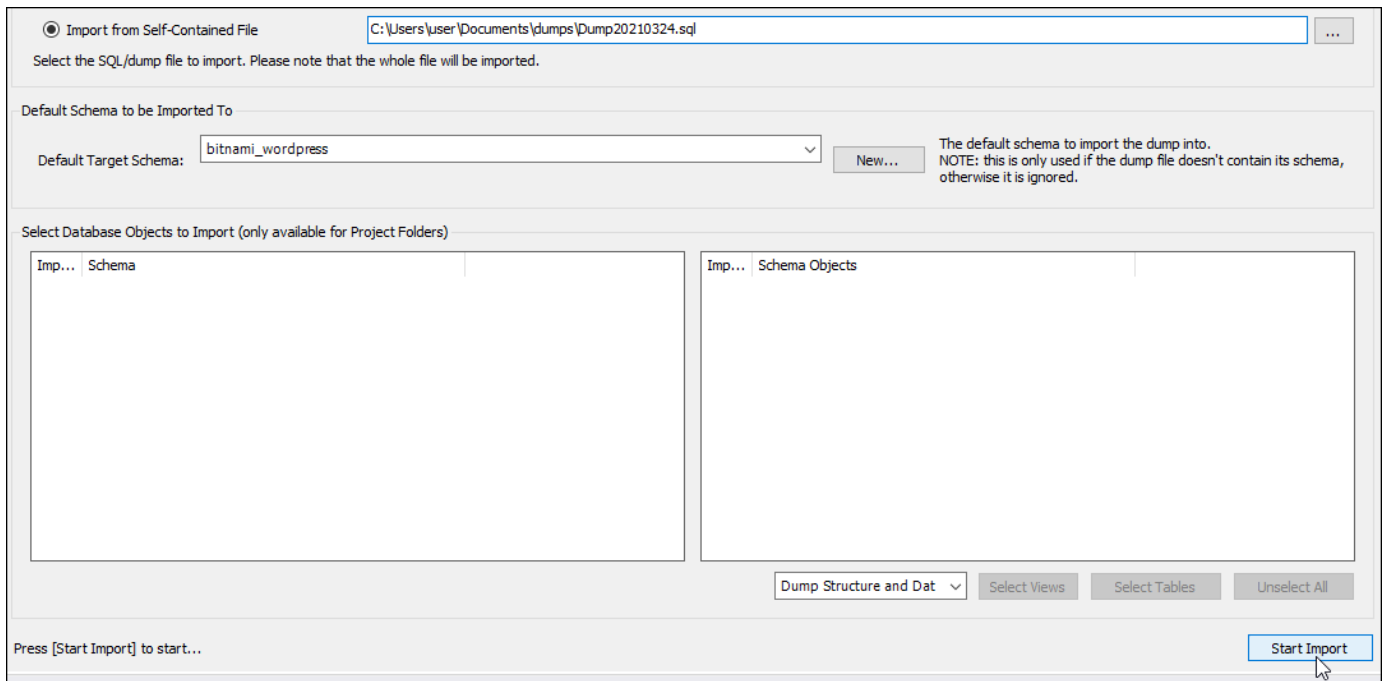 Import from Self-Contained File
C:\Users\user\Documents\dumps\Dump20210324.sql
...
Select the SQL/dump file to import. Please note that the whole file will be imported.
Default Schema to be Imported To
Default Target Schema:
bitnami_wordpress
New...
The default schema to import the dump into.
NOTE: this is only used if the dump file doesn't contain its schema,
otherwise it is ignored.
Select Database Objects to Import (only available for Project Folders)
Imp... Schema
Imp... Schema Objects
Dump Structure and Dat
Select Views
Select Tables
Unselect All
Press [Start Import] to start...
Start Import